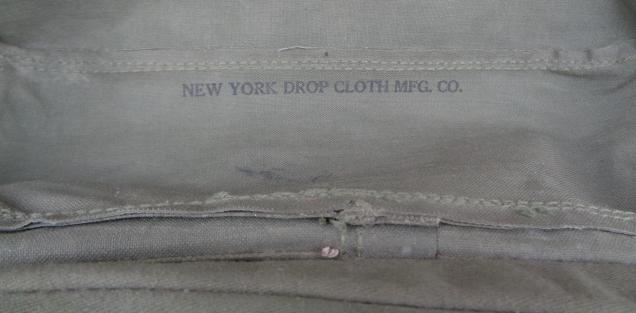 NEW YORK DROP CLOTH MFG. CO.